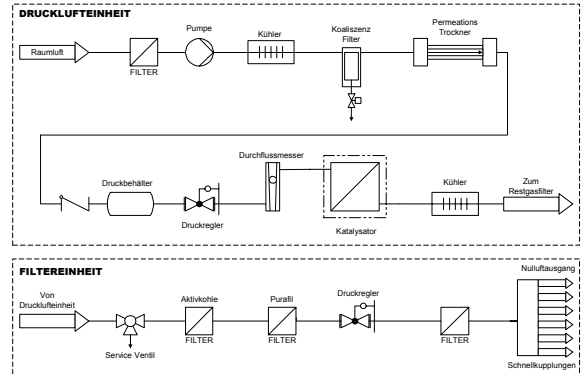 DRUCKLUFTEINHEIT
Raumluft
FILTER
Pumpe
Kühler
Koaliszenz
Filter
Permeations
Trockner
Druckbehälter
Druckregler
Durchflussmesser
Katalysator
Kühler
Zum
Restgasfilter
FILTEREINHEIT
Von
Drucklufteinheit
Service Ventil
Aktivkohle
FILTER
Purafil
FILTER
Druckregler
FILTER
Nulluftausgang
Schnellkupplungen